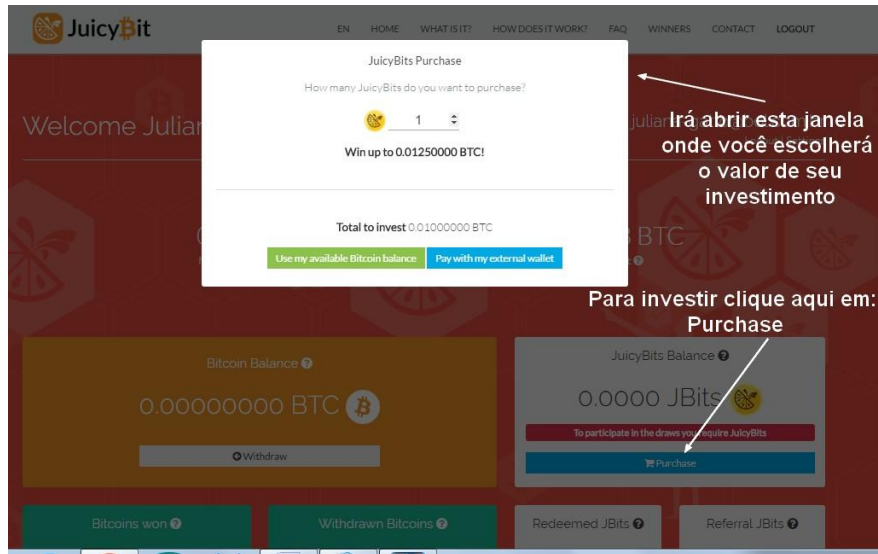 JuicyBit
EN HOME WHAT IS IT? HOW DOES IT WORK? FAQ WINNERS CONTACT LOGOUT
JuicyBits Purchase
How many JuicyBits do you want to purchase?
1
Win up to 0.01250000 BTC!
Total to invest 0.01000000 BTC
Use my available Bitcoin balance Pay with my external wallet
Welcome
Irá abrir esta janela
onde você escolherá
o valor de seu
investimento
BTC
Para investir clique aqui em:
Purchase
Bitcoin Balance
0.00000000 BTC
Withdraw
JuicyBits Balance
0.0000 JBits
To participate in the draws you require JuicyBits
Purchase
Bitcoins won
Withdrawn Bitcoins
Redeemed JBits
Referral JBits